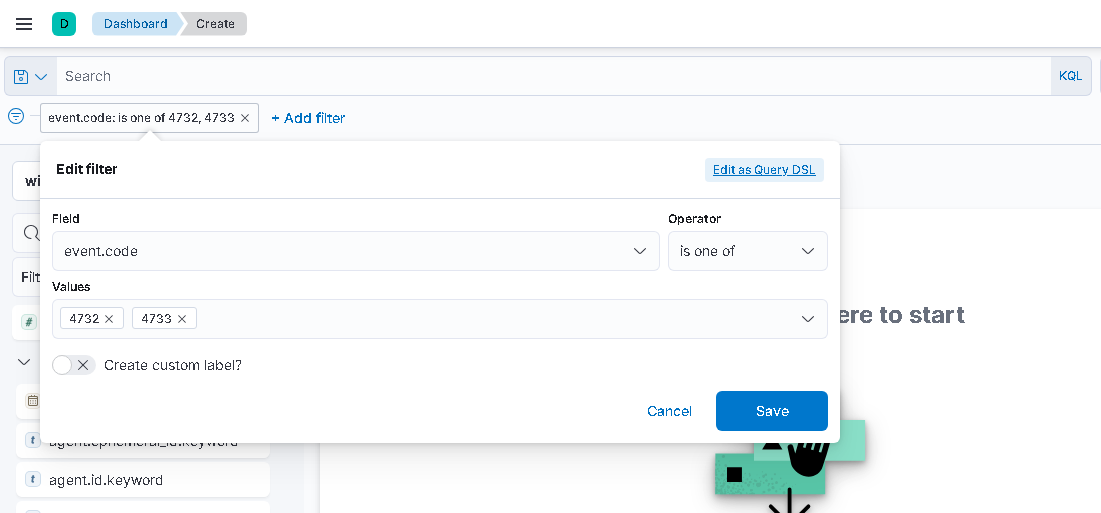 D Dashboard Create
Search KQL
event.code: is one of 4732, 4733 × + Add filter
Edit filter Edit as Query DSL
wi
Field Operator
event.code is one of
Filt
Values
4732 × 4733 ×
ere to start
#
Create custom label?
Cancel Save
t agent.ephemeral_id.keyword
t agent.id.keyword